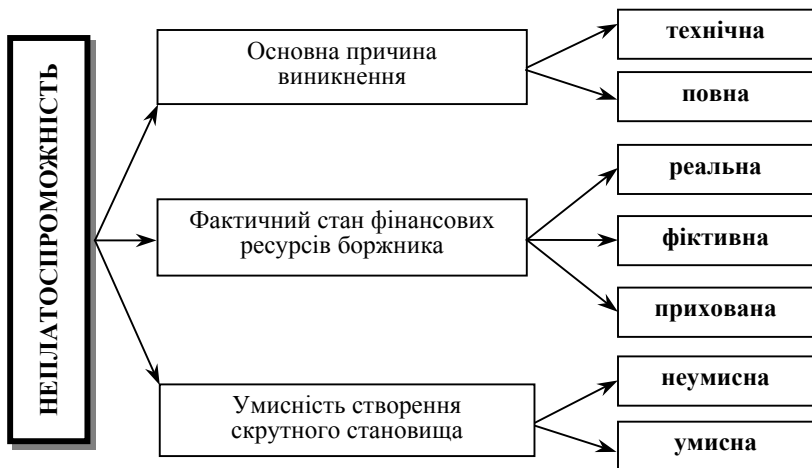 НЕПЛАТОСПРОМОЖНІСТЬ
Основна причина
виникнення
технічна
повна
Фактичний стан фінансових
ресурсів боржника
реальна
фіктивна
прихована
Умисність створення
скрутного становища
неумисна
умисна